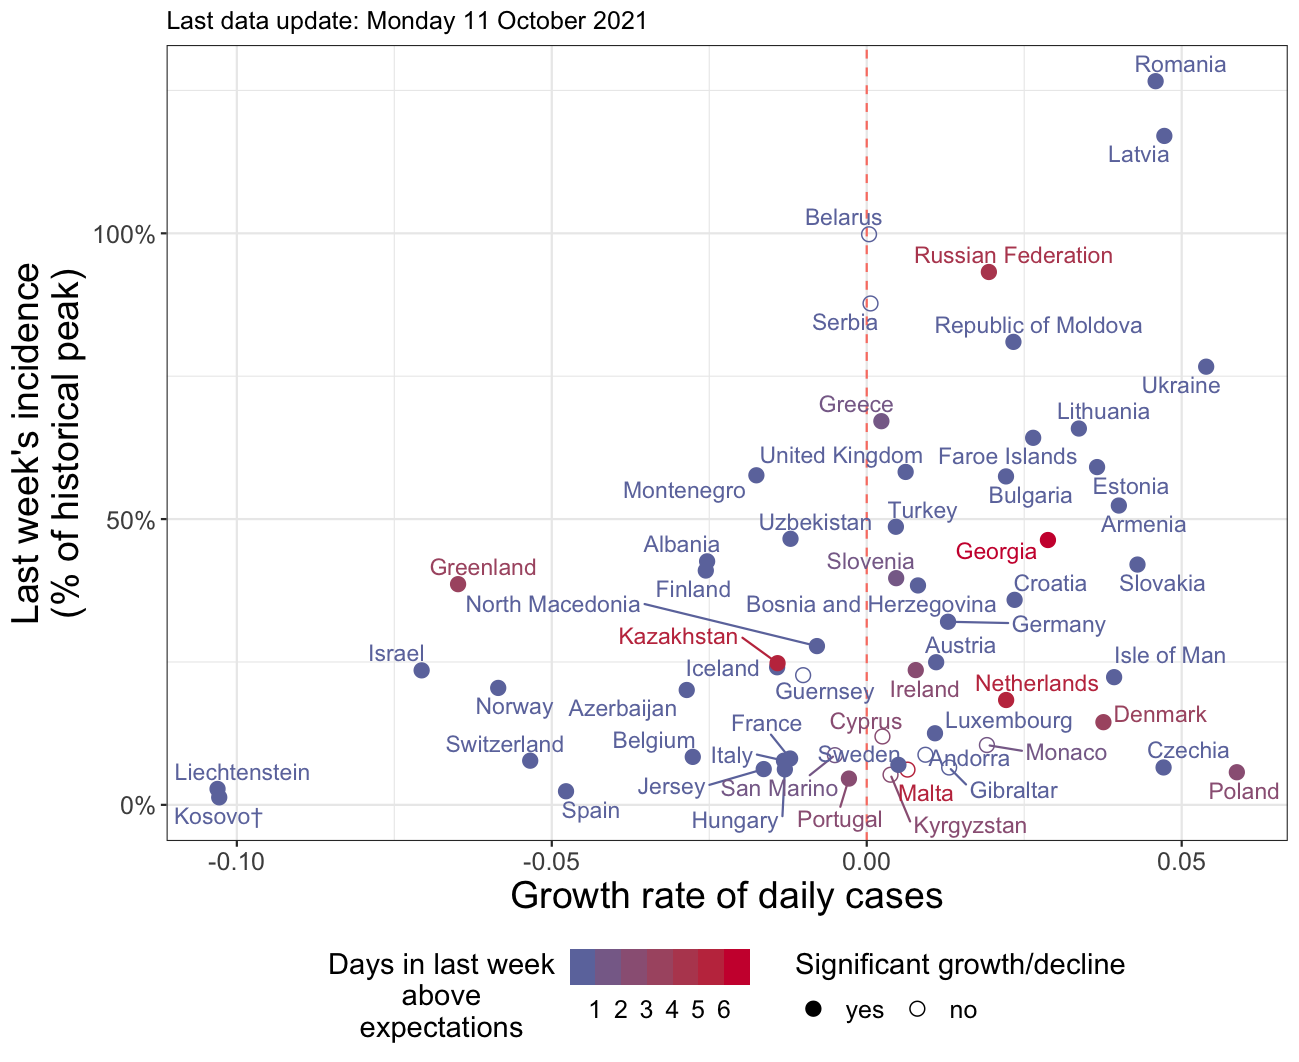 Last data update: Monday 11 October 2021
Last week's incidence
(% of historical peak)
100%
50%
0%
Romania
Latvia
Belarus
Russian Federation
Serbia
Republic of Moldova
Ukraine
Greece
Lithuania
United Kingdom
Faroe Islands
Montenegro
Bulgaria
Estonia
Turkey
Uzbekistan
Armenia
Albania
Georgia
Slovenia
Greenland
Finland
Croatia
Slovakia
North Macedonia
Bosnia and Herzegovina
Germany
Kazakhstan
Austria
Israel
Isle of Man
Iceland
Guernsey
Ireland
Netherlands
Norway
Azerbaijan
Denmark
France
Cyprus
Luxembourg
Switzerland
Belgium
Italy
Sweden
Andorra
Monaco
Czechia
Liechtenstein
Jersey
San Marino
Malta
Gibraltar
Poland
Kosovo†
Spain
Hungary
Portugal
Kyrgyzstan
-0.10
-0.05
0.00
0.05
Growth rate of daily cases
Days in last week
above
expectations
1 2 3 4 5 6
Significant growth/decline
yes
no